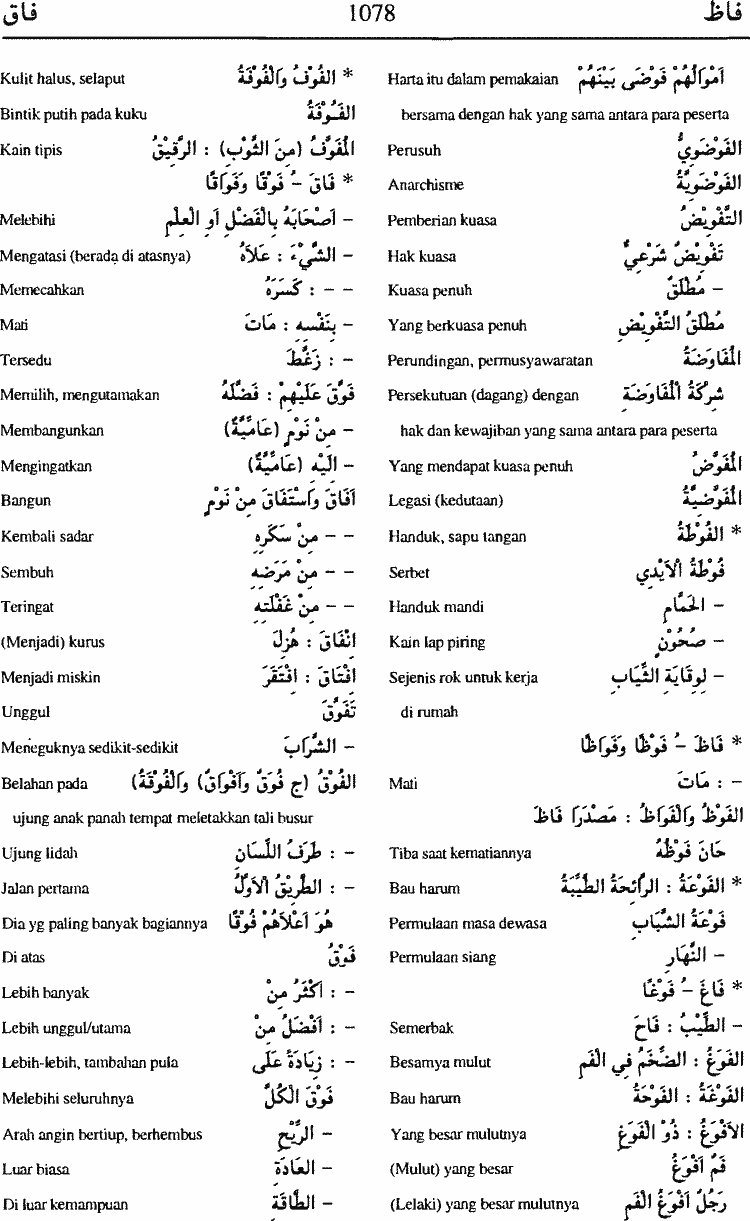 فاظ 1078 فاق
أَمْوَالُهُمْ فَوْضَى بَيْنَهُمْ Harta itu dalam pemakaian
bersama dengan hak yang sama antara para peserta
الفَوْضَوِيُّ Perusuh
الفَوْضَوِيَّةُ Anarchisme
التَّفْوِيْضُ Pemberian kuasa
تَفْوِيْضٌ شَرْعِيٌّ Hak kuasa
– مُطْلَقٌ Kuasa penuh
مُطْلَقُ التَّفْوِيْضِ Yang berkuasa penuh
المُفَاوَضَةُ Perundingan, permusyawaratan
شِرْكَةُ الْمُفَاوَضَةِ Persekutuan (dagang) dengan
hak dan kewajiban yang sama antara para peserta
المُفَوَّضُ Yang mendapat kuasa penuh
المُفَوَّضِيَّةُ Legasi (kedutaan)
* الفُوْطَةُ Handuk, sapu tangan
فُوْطَةُ الْأَيْدِي Serbet
– الحَمَّامِ Handuk mandi
– صُحُوْنٍ Kain lap piring
– لِوِقَايَةِ الثِّيَابِ Sejenis rok untuk kerja
di rumah
* فَاظَ – فَوْظًا وَفَوَاظًا
– : مَاتَ Mati
الفَوْظُ وَالْفَوَاظُ : مَصْدَرَا فَاظَ
حَانَ فَوْظُهُ Tiba saat kematiannya
* الفَوْعَةُ : الرَّائِحَةُ الطَّيِّبَةُ Bau harum
فَوْعَةُ الشَّبَابِ Permulaan masa dewasa
– النَّهَارِ Permulaan siang
* فَاغَ – فَوْغًا
– الطِّيْبُ : فَاحَ Semerbak
الفَوَغُ : الضِّخَمُ فِي الْفَمِ Besarnya mulut
الفَوْغَةُ : الفَوْحَةُ Bau harum
الأَفْوَغُ : ذُو الْفَوَغِ Yang besar mulutnya
فَمٌ أَفْوَغُ (Mulut) yang besar
رَجُلٌ أَفْوَغُ الْفَمِ (Lelaki) yang besar mulutnya
* الفُوْفُ وَالْفُوْفَةُ Kulit halus, selaput
الفَوْفَةُ Bintik putih pada kuku
المُفَوَّفُ (مِنَ الثَّوْبِ) : الرَّقِيْقُ Kain tipis
* فَاقَ – فَوْقًا وَفَوَاقًا
– أَصْحَابَهُ بِالْفَضْلِ أَوِ الْعِلْمِ Melebihi
– الشَّيْءَ : عَلَاهُ Mengatasi (berada di atasnya)
– – : كَسَرَهُ Memecahkan
– بِنَفْسِهِ : مَاتَ Mati
– : زَغَطَ Tersedu
فَوَّقَ عَلَيْهِمْ : فَضَّلَهُ Memilih, mengutamakan
– مِنْ نَوْمٍ (عَامِّيَّةٌ) Membangunkan
– إِلَيْهِ (عَامِّيَّةٌ) Mengingatkan
أَفَاقَ وَاسْتَفَاقَ مِنْ نَوْمٍ Bangun
– – مِنْ سَكْرِهِ Kembali sadar
– – مِنْ مَرَضِهِ Sembuh
– – مِنْ غَفْلَتِهِ Teringat
انْفَاقَ : هُزِلَ (Menjadi) kurus
افْتَاقَ : افْتَقَرَ Menjadi miskin
تَفَوَّقَ Unggul
– الشَّرَابَ Meneguknya sedikit-sedikit
الفُوْقُ (ج فُوَقٌ وَأَفْوَاقٌ) وَالْفُوْقَةُ) Belahan pada
ujung anak panah tempat meletakkan tali busur
– : طَرَفُ اللِّسَانِ Ujung lidah
– : الطَّرِيْقُ الْأَوَّلُ Jalan pertama
هُوَ أَعْلَاهُمْ فُوْقًا Dia yg paling banyak bagiannya
فَوْقُ Di atas
– : أَكْثَرُ مِنْ Lebih banyak
– : أَفْضَلُ مِنْ Lebih unggul/utama
– : زِيَادَةً عَلَى Lebih-lebih, tambahan pula
فَوْقَ الْكُلِّ Melebihi seluruhnya
– الرِّيْحِ Arah angin bertiup, berhembus
– العَادَةِ Luar biasa
– الطَّاقَةِ Di luar kemampuan